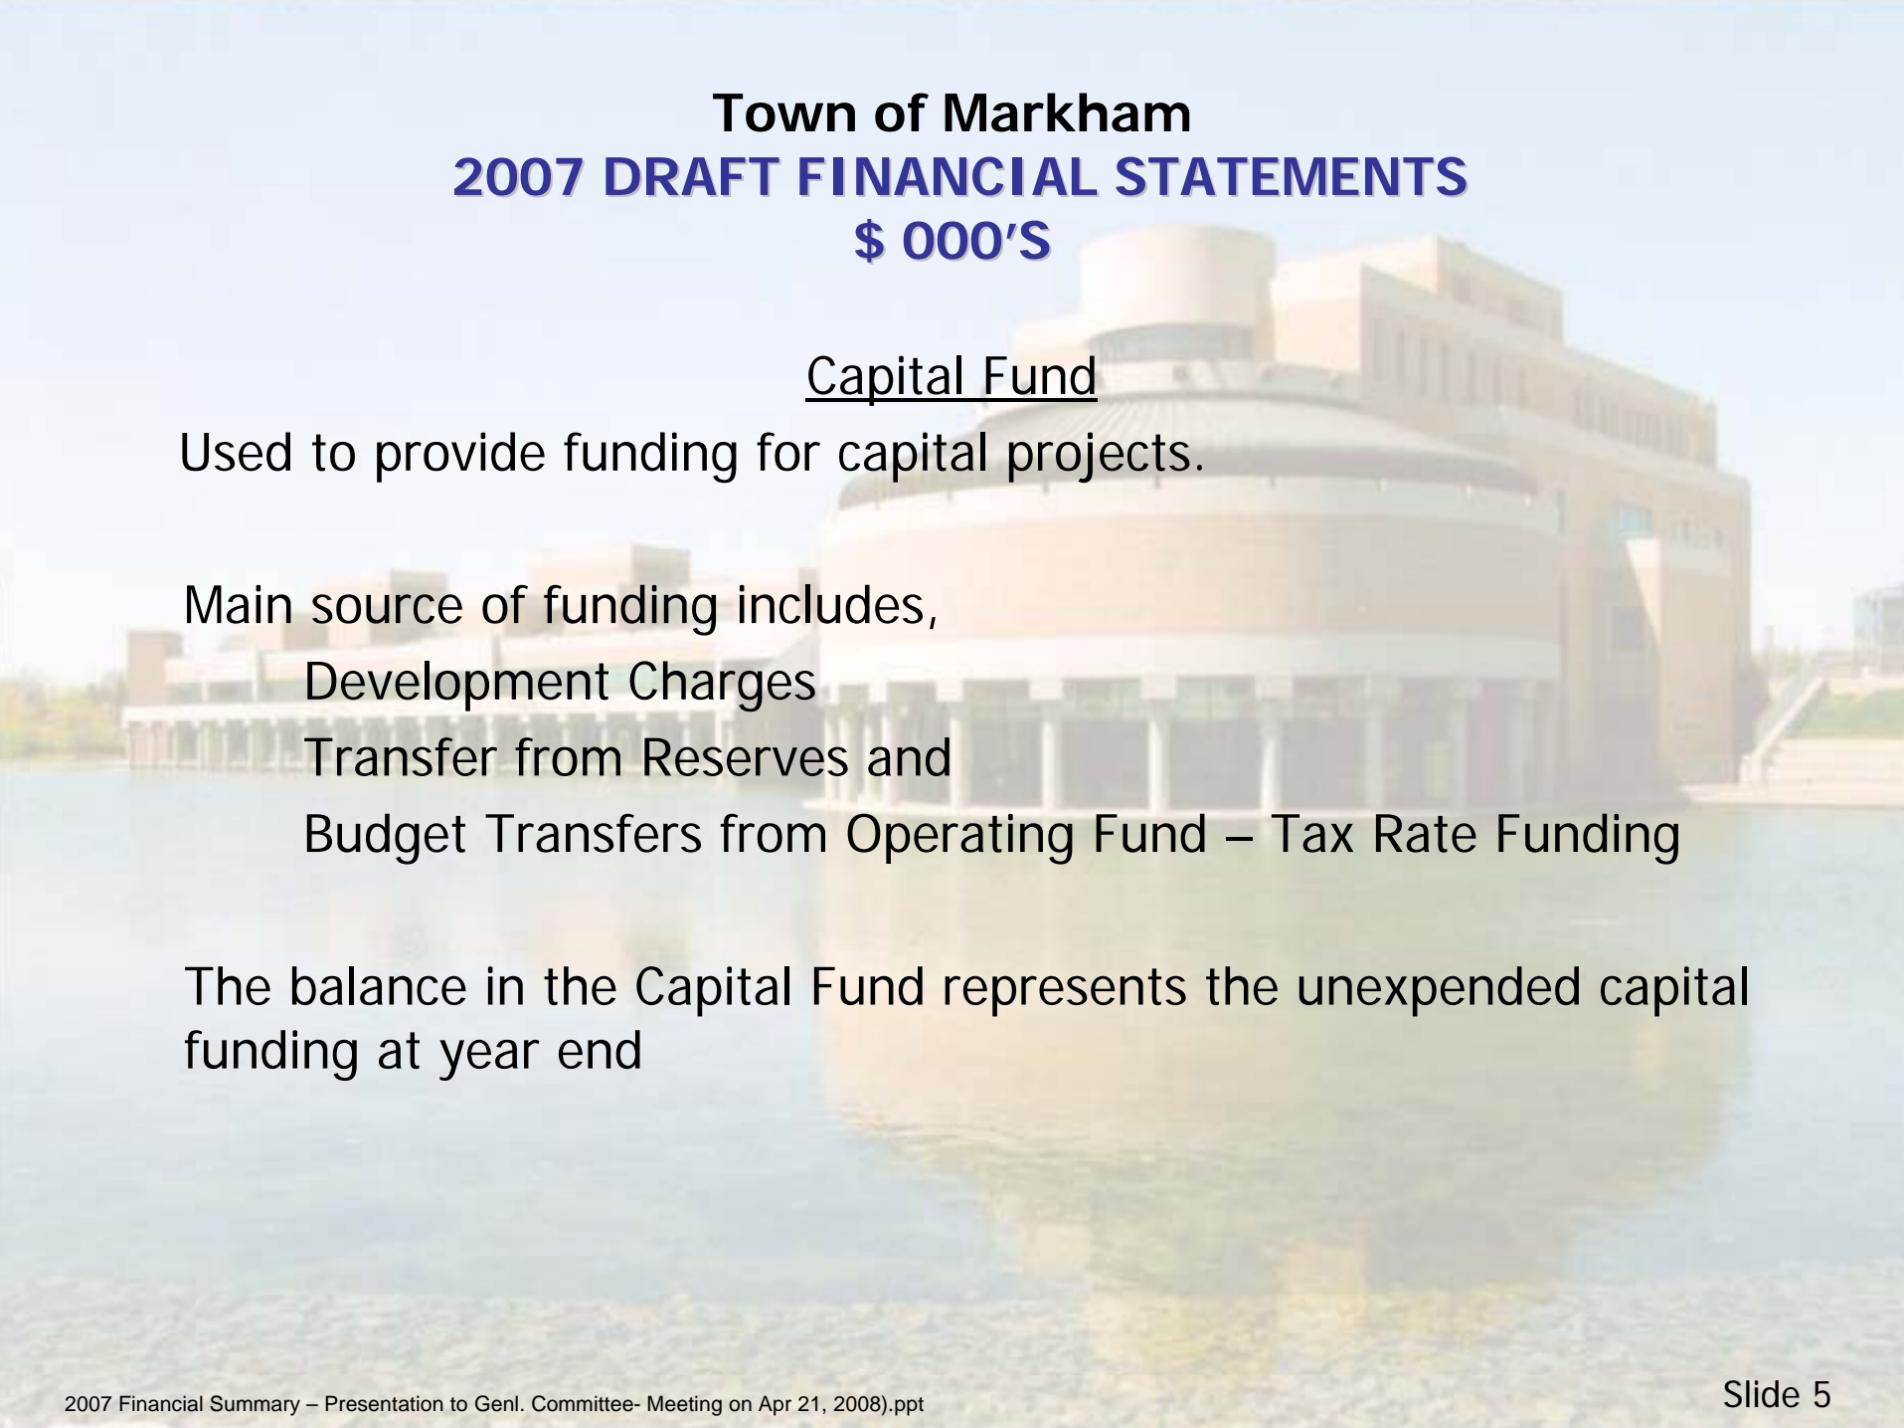 Town of Markham
2007 DRAFT FINANCIAL STATEMENTS
$ 000’S
Capital Fund
Used to provide funding for capital projects.
Main source of funding includes,
Development Charges
Transfer from Reserves and
Budget Transfers from Operating Fund – Tax Rate Funding
The balance in the Capital Fund represents the unexpended capital
funding at year end
2007 Financial Summary – Presentation to Genl. Committee- Meeting on Apr 21, 2008).ppt
Slide 5